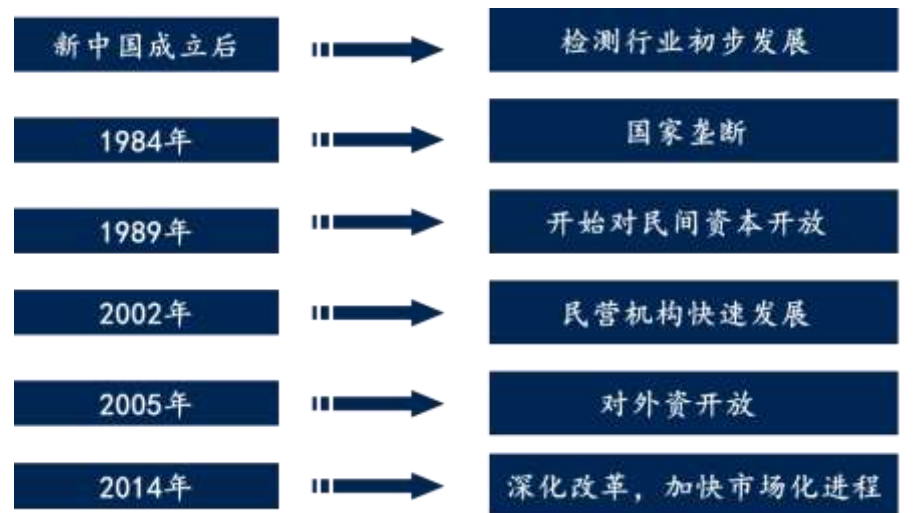 新中国成立后
检测行业初步发展
1984年
国家垄断
1989年
开始对民间资本开放
2002年
民营机构快速发展
2005年
对外资开放
2014年
深化改革，加快市场化进程